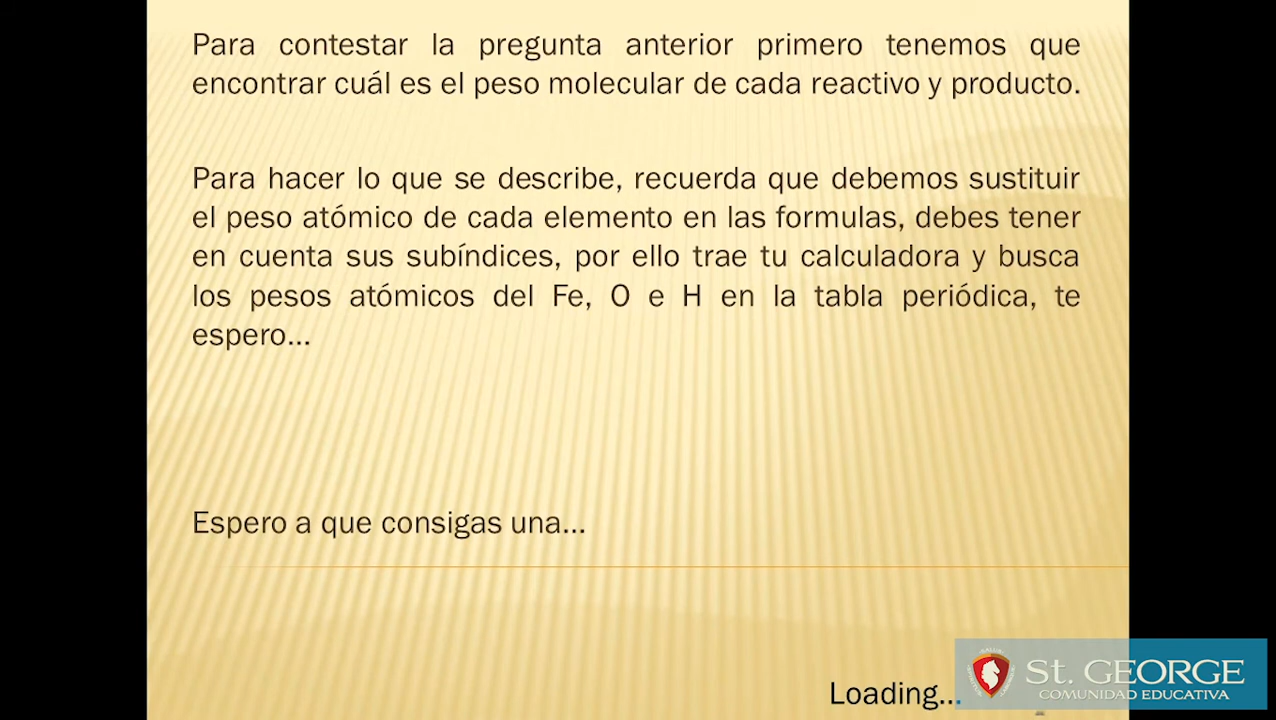 Para contestar la pregunta anterior primero tenemos que
encontrar cuál es el peso molecular de cada reactivo y producto.
Para hacer lo que se describe, recuerda que debemos sustituir
el peso atómico de cada elemento en las formulas, debes tener
en cuenta sus subíndices, por ello trae tu calculadora y busca
los pesos atómicos del Fe, O e H en la tabla periódica, te
espero...
Espero a que consigas una...
Loading...
St. GEORGE
COMUNIDAD EDUCATIVA